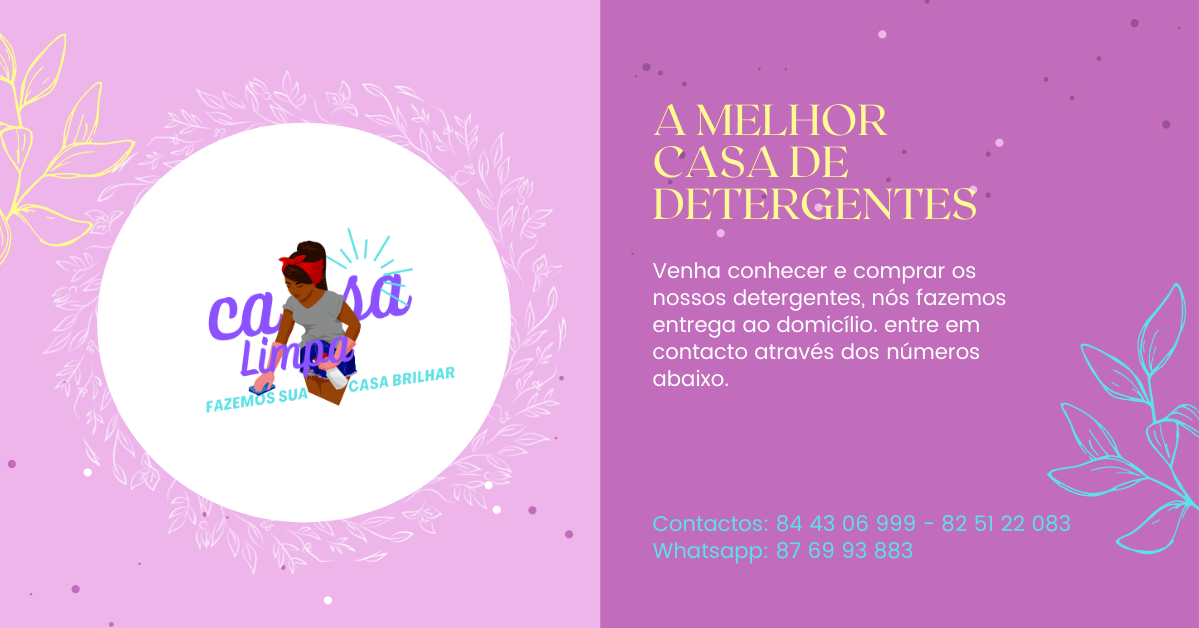 casa
Limpa
FAZEMOS SUA CASA BRILHAR
A MELHOR
CASA DE
DETERGENTES
Venha conhecer e comprar os
nossos detergentes, nós fazemos
entrega ao domicílio. entre em
contacto através dos números
abaixo.
Contactos: 84 43 06 999 - 82 51 22 083
Whatsapp: 87 69 93 883